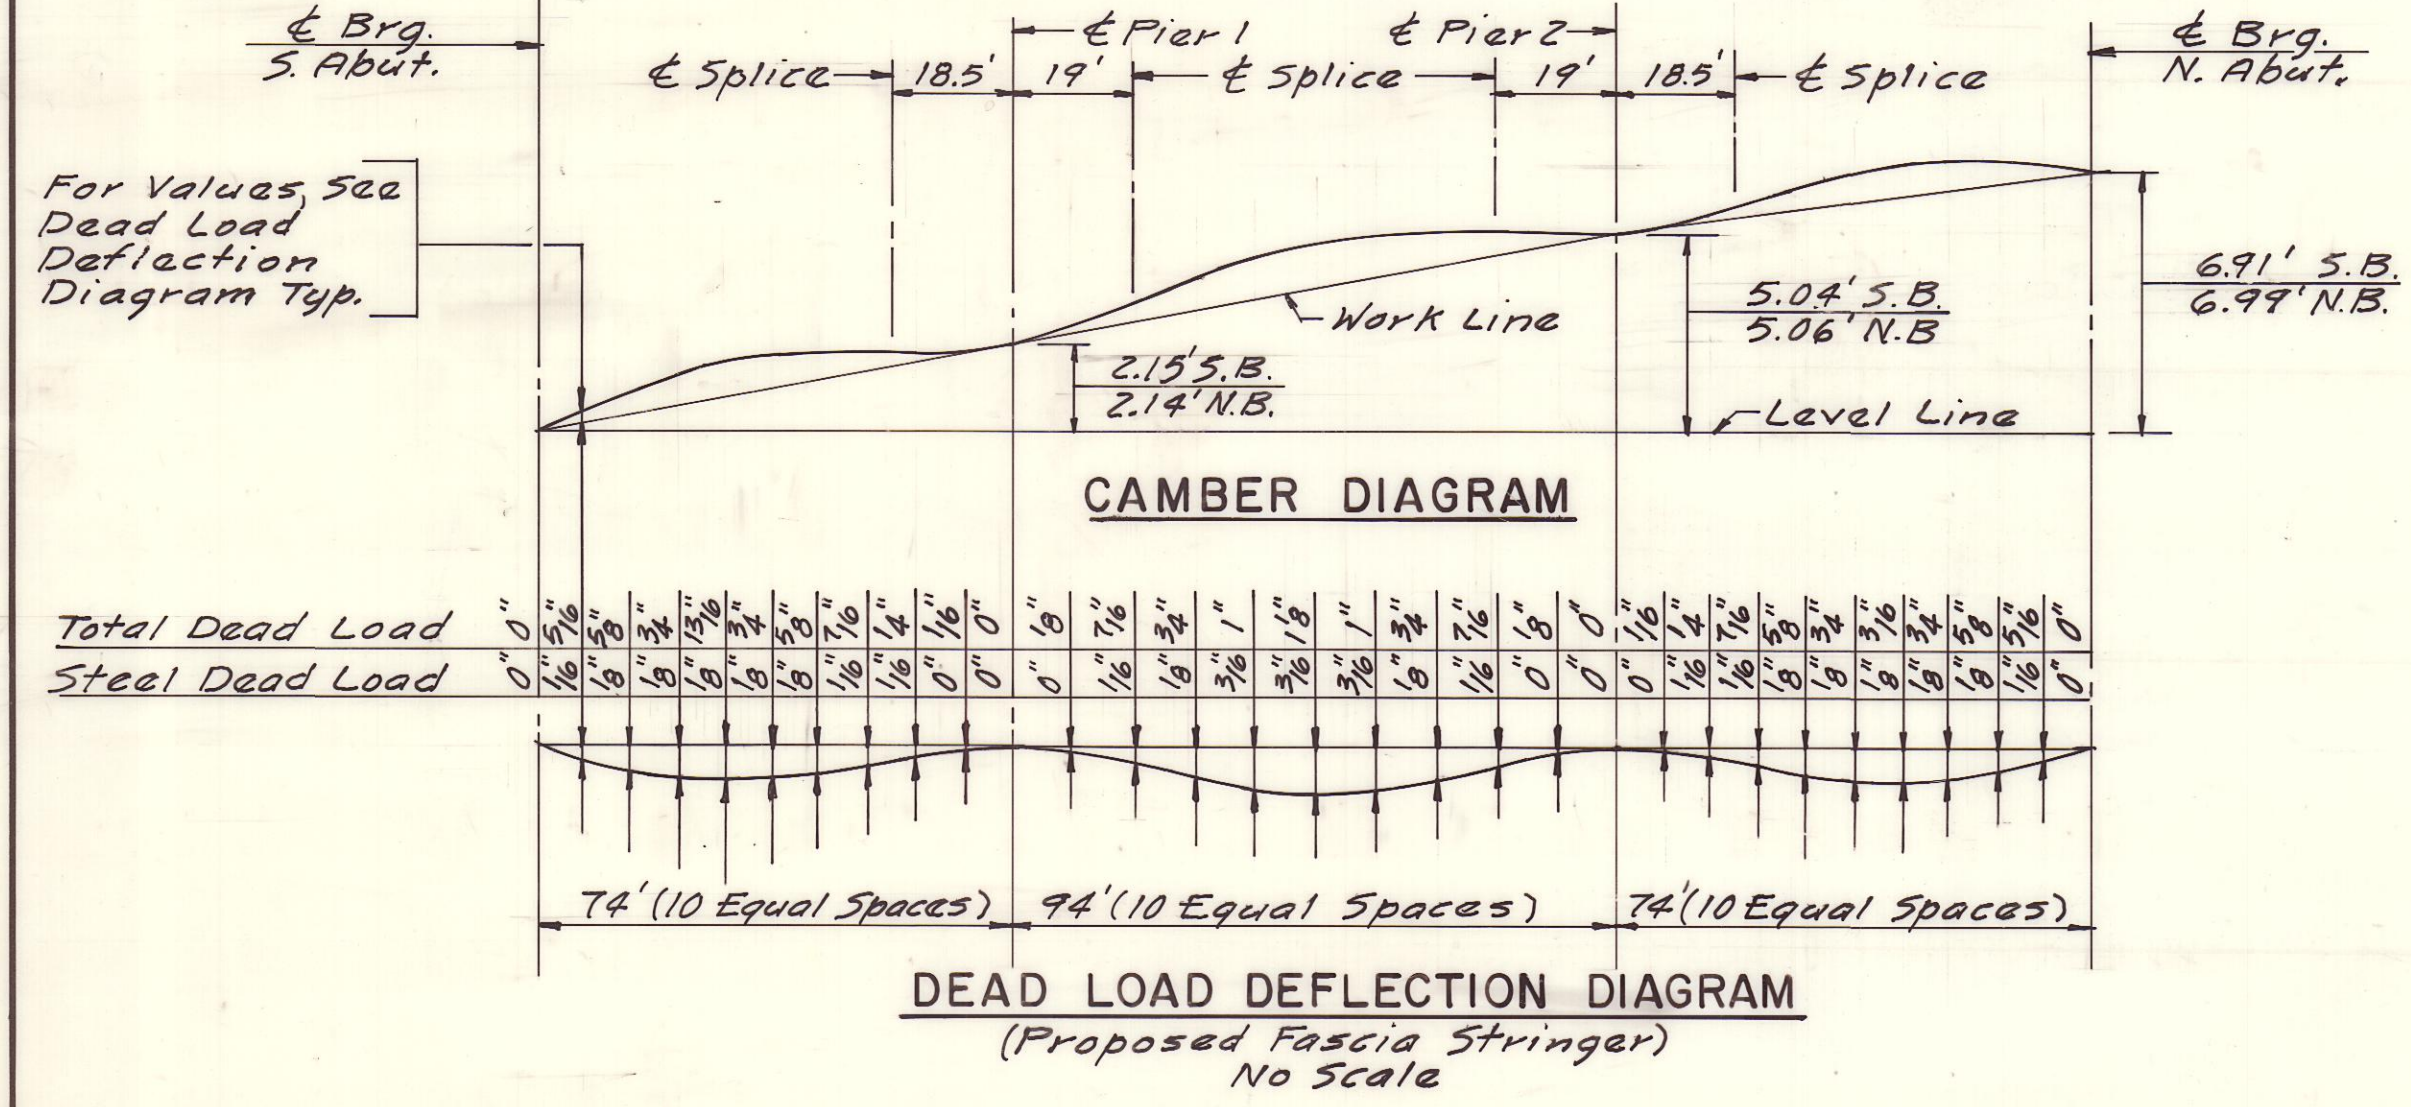 ℄ Brg.
S. Abut.
℄ Pier 1
℄ Pier 2
℄ Brg.
N. Abut.
℄ Splice
18.5'
19'
℄ Splice
19'
18.5'
℄ Splice
For Values, See
Dead Load
Deflection
Diagram Typ.
Work Line
2.15' S.B.
2.14' N.B.
5.04' S.B.
5.06' N.B
6.91' S.B.
6.99' N.B.
Level Line
CAMBER DIAGRAM
Total Dead Load 0" 5/16" 5/8" 3/4" 13/16" 3/4" 5/8" 7/16" 1/4" 1/16" 0" 1/8" 7/16" 3/4" 1" 1 1/8" 1" 3/4" 7/16" 1/8" 0" 1/16" 1/4" 7/16" 5/8" 3/4" 3/16" 3/4" 5/8" 5/16" 0"
Steel Dead Load 0" 1/16" 1/8" 1/8" 1/8" 1/8" 1/8" 1/16" 1/16" 0" 0" 0" 1/16" 1/8" 3/16" 3/16" 3/16" 1/8" 1/16" 0" 0" 0" 1/16" 1/16" 1/8" 1/8" 1/8" 1/8" 1/8" 1/16" 0"
74' (10 Equal Spaces)
94' (10 Equal Spaces)
74' (10 Equal Spaces)
DEAD LOAD DEFLECTION DIAGRAM
(Proposed Fascia Stringer)
No Scale